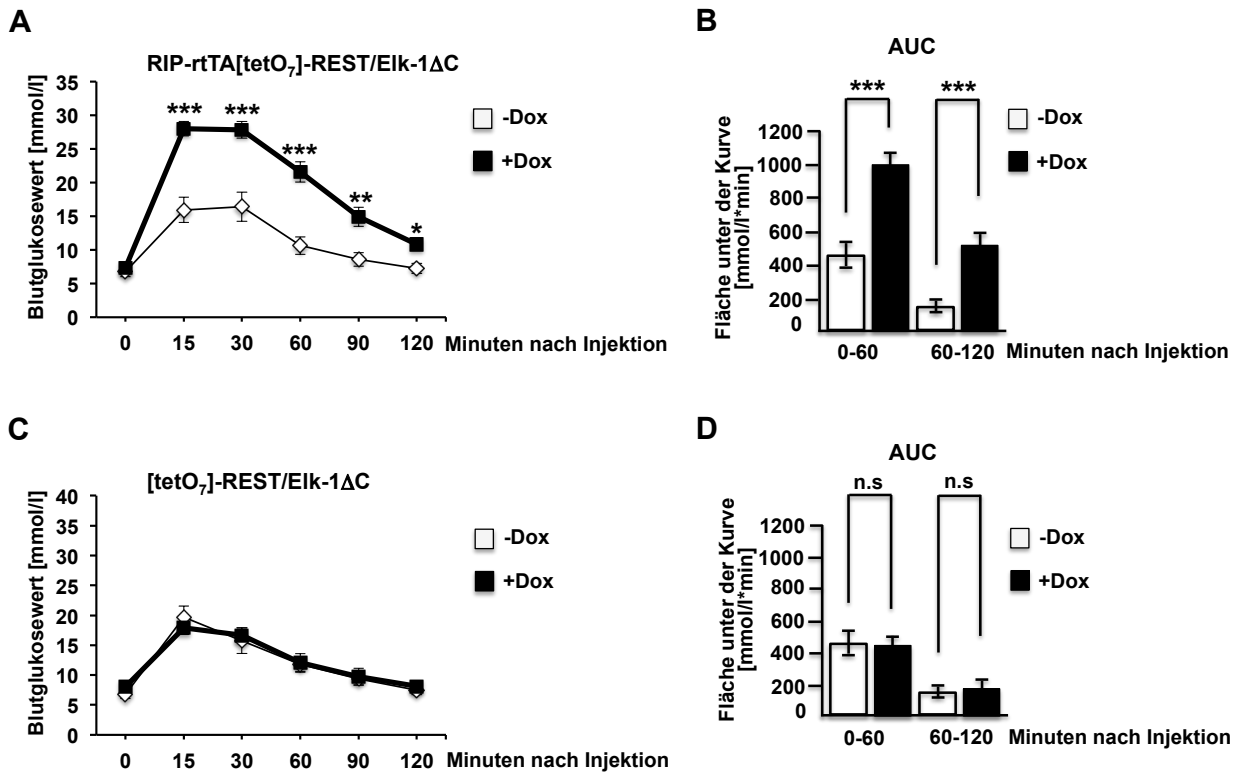 A
RIP-rtTA[tetO7]-REST/Elk-1ΔC
Blutglukosewert [mmol/l]
35
30
25
20
15
10
5
0
*** *** *** ** *
-Dox
+Dox
0 15 30 60 90 120 Minuten nach Injektion
B
AUC
*** ***
-Dox
+Dox
Fläche unter der Kurve
[mmol/l*min]
1200
1000
800
600
400
200
0
0-60 60-120 Minuten nach Injektion
C
[tetO7]-REST/Elk-1ΔC
Blutglukosewert [mmol/l]
40
35
30
25
20
15
10
5
0
-Dox
+Dox
0 15 30 60 90 120 Minuten nach Injektion
D
AUC
n.s n.s
-Dox
+Dox
Fläche unter der Kurve
[mmol/l*min]
1200
1000
800
600
400
200
0
0-60 60-120 Minuten nach Injektion